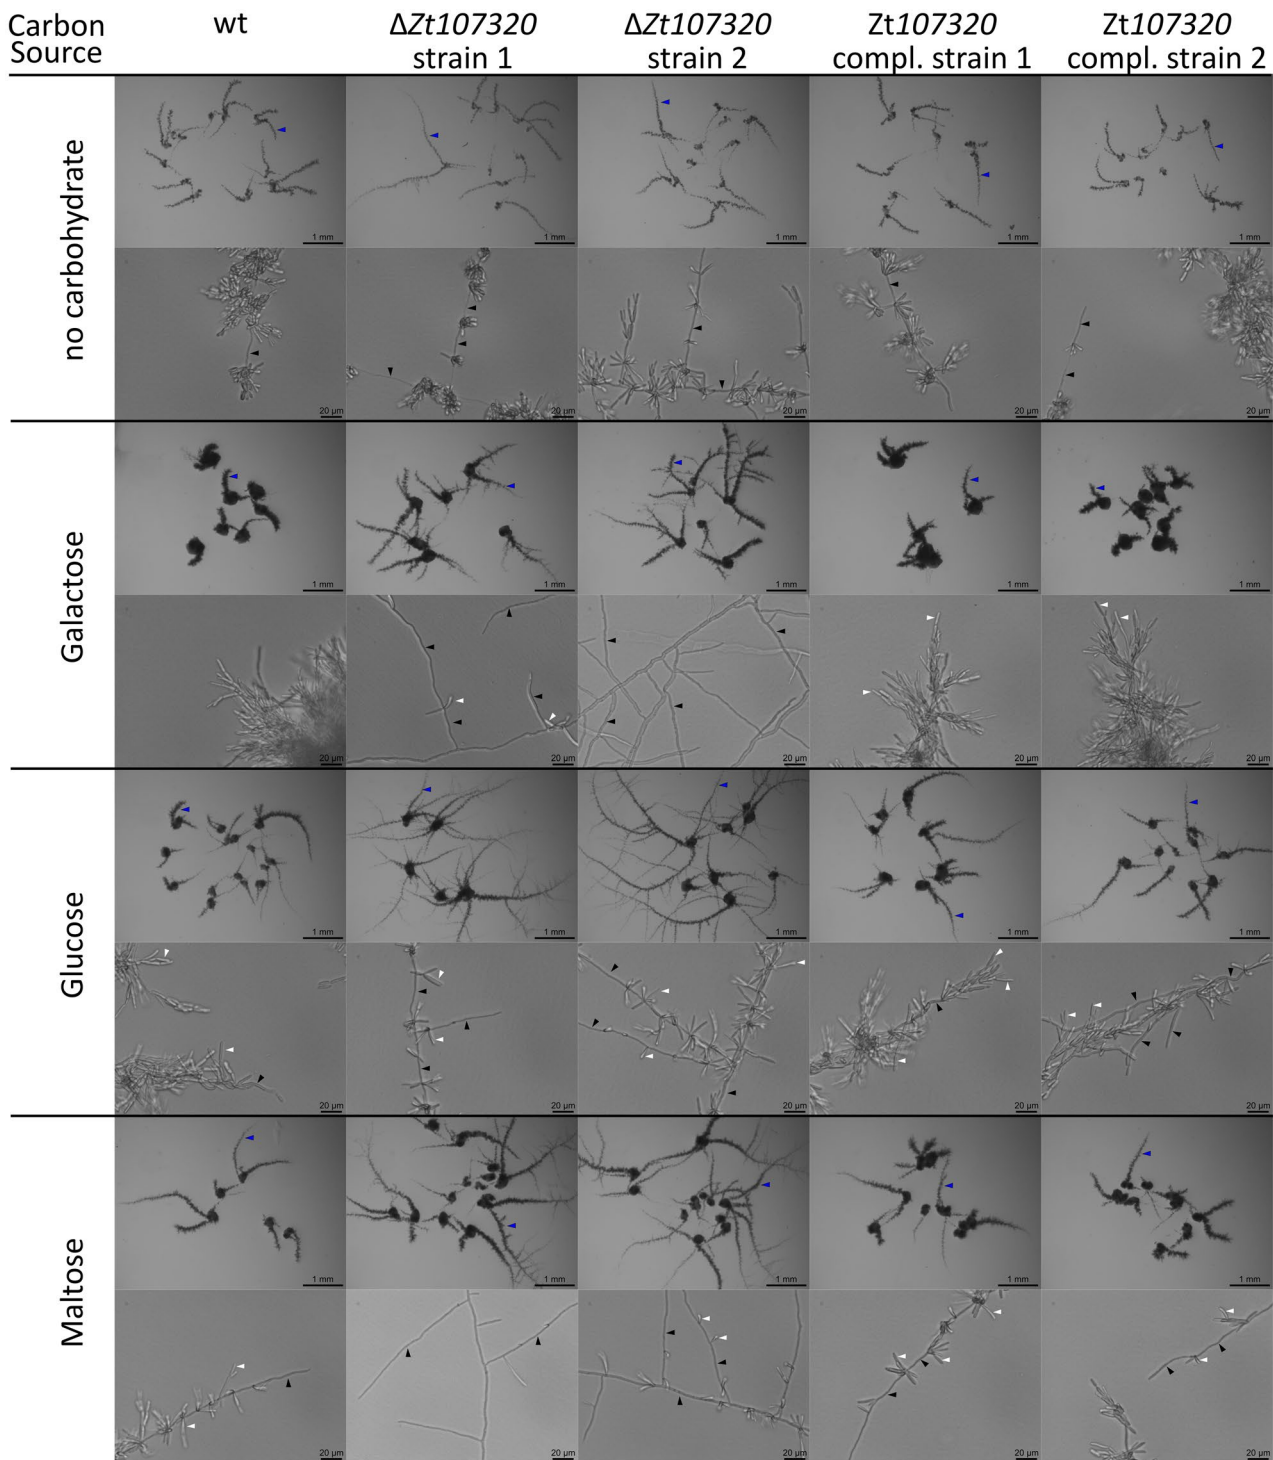 Carbon Source
wt
ΔZt107320 strain 1
ΔZt107320 strain 2
Zt107320 compl. strain 1
Zt107320 compl. strain 2
no carbohydrate
1 mm
1 mm
1 mm
1 mm
1 mm
20 µm
20 µm
20 µm
20 µm
20 µm
Galactose
1 mm
1 mm
1 mm
1 mm
1 mm
20 µm
20 µm
20 µm
20 µm
20 µm
Glucose
1 mm
1 mm
1 mm
1 mm
1 mm
20 µm
20 µm
20 µm
20 µm
20 µm
Maltose
1 mm
1 mm
1 mm
1 mm
1 mm
20 µm
20 µm
20 µm
20 µm
20 µm